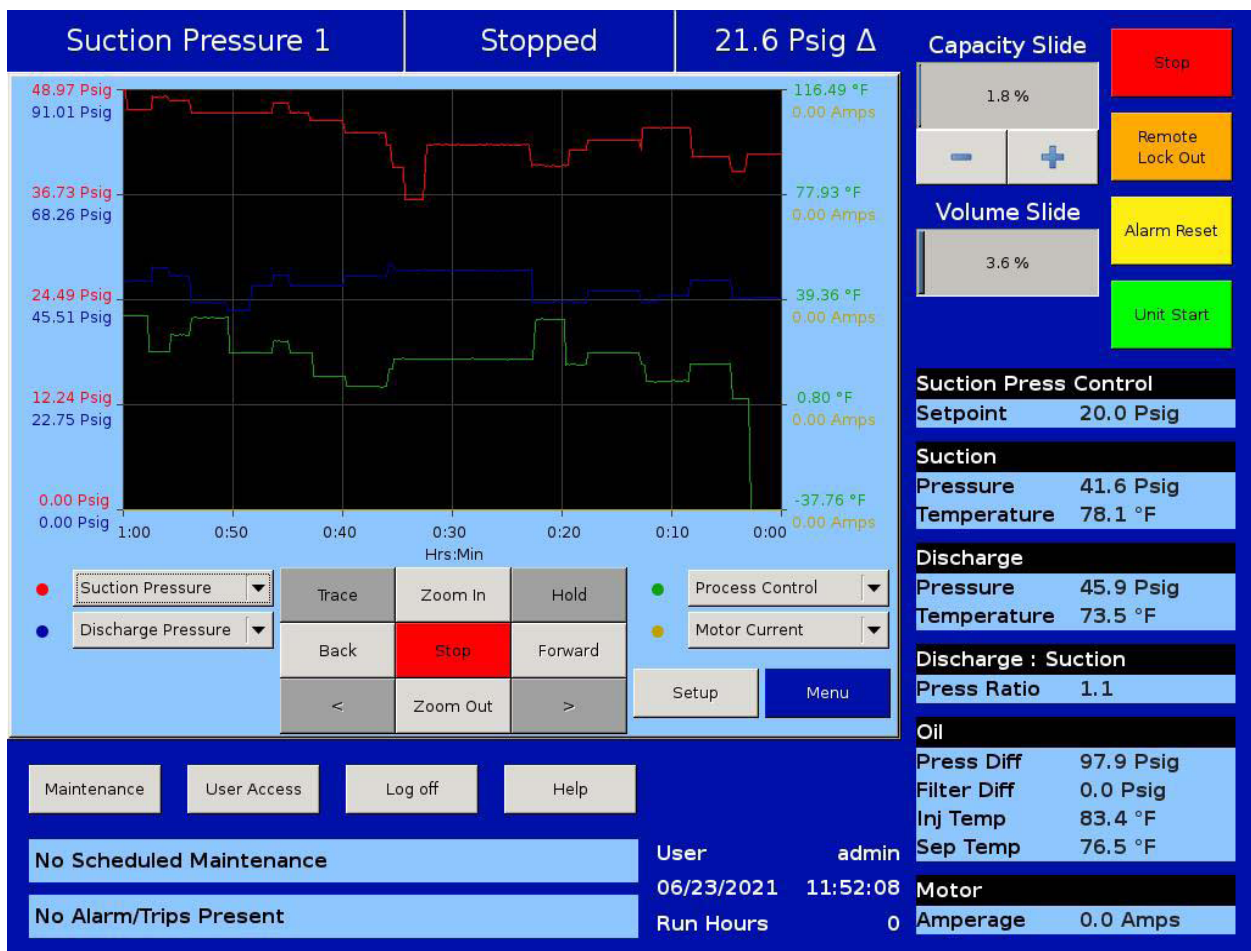 Suction Pressure 1
Stopped
21.6 Psig Δ
48.97 Psig
91.01 Psig
36.73 Psig
68.26 Psig
24.49 Psig
45.51 Psig
12.24 Psig
22.75 Psig
0.00 Psig
0.00 Psig
116.49 °F
0.00 Amps
77.93 °F
0.00 Amps
39.36 °F
0.00 Amps
0.80 °F
0.00 Amps
-37.76 °F
0.00 Amps
1:00 0:50 0:40 0:30 0:20 0:10 0:00
Hrs:Min
Suction Pressure
Discharge Pressure
Trace Zoom In Hold
Back Stop Forward
< Zoom Out >
Process Control
Motor Current
Setup Menu
Maintenance User Access Log off Help
No Scheduled Maintenance
No Alarm/Trips Present
User admin
06/23/2021 11:52:08
Run Hours 0
Capacity Slide
1.8 %
− +
Volume Slide
3.6 %
Stop
Remote
Lock Out
Alarm Reset
Unit Start
Suction Press Control
Setpoint 20.0 Psig
Suction
Pressure 41.6 Psig
Temperature 78.1 °F
Discharge
Pressure 45.9 Psig
Temperature 73.5 °F
Discharge : Suction
Press Ratio 1.1
Oil
Press Diff 97.9 Psig
Filter Diff 0.0 Psig
Inj Temp 83.4 °F
Sep Temp 76.5 °F
Motor
Amperage 0.0 Amps